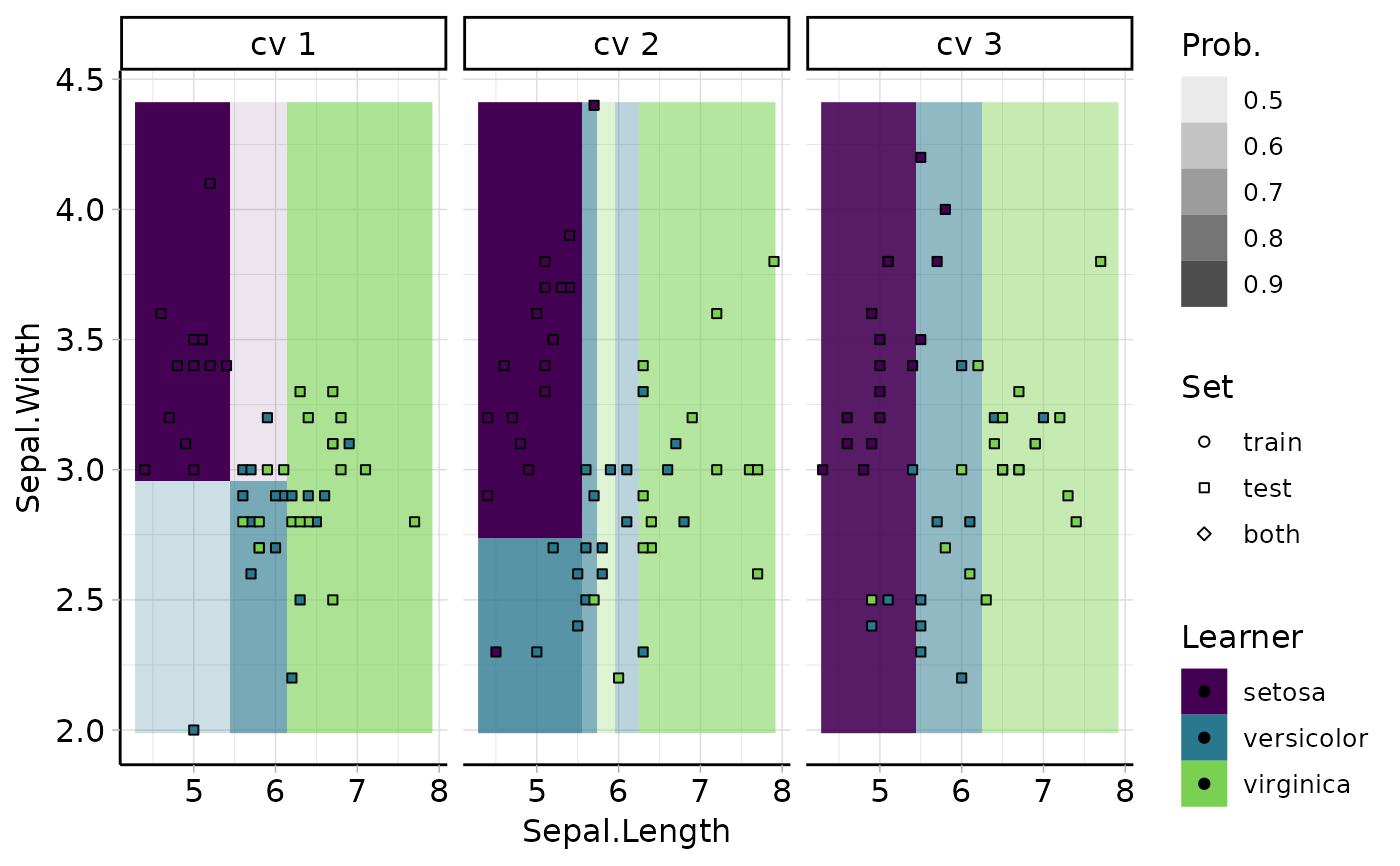 cv 1
cv 2
cv 3
4.5
4.0
3.5
3.0
2.5
2.0
Sepal.Width
5 6 7 8
5 6 7 8
5 6 7 8
Sepal.Length
Prob.
0.5
0.6
0.7
0.8
0.9
Set
train
test
both
Learner
setosa
versicolor
virginica